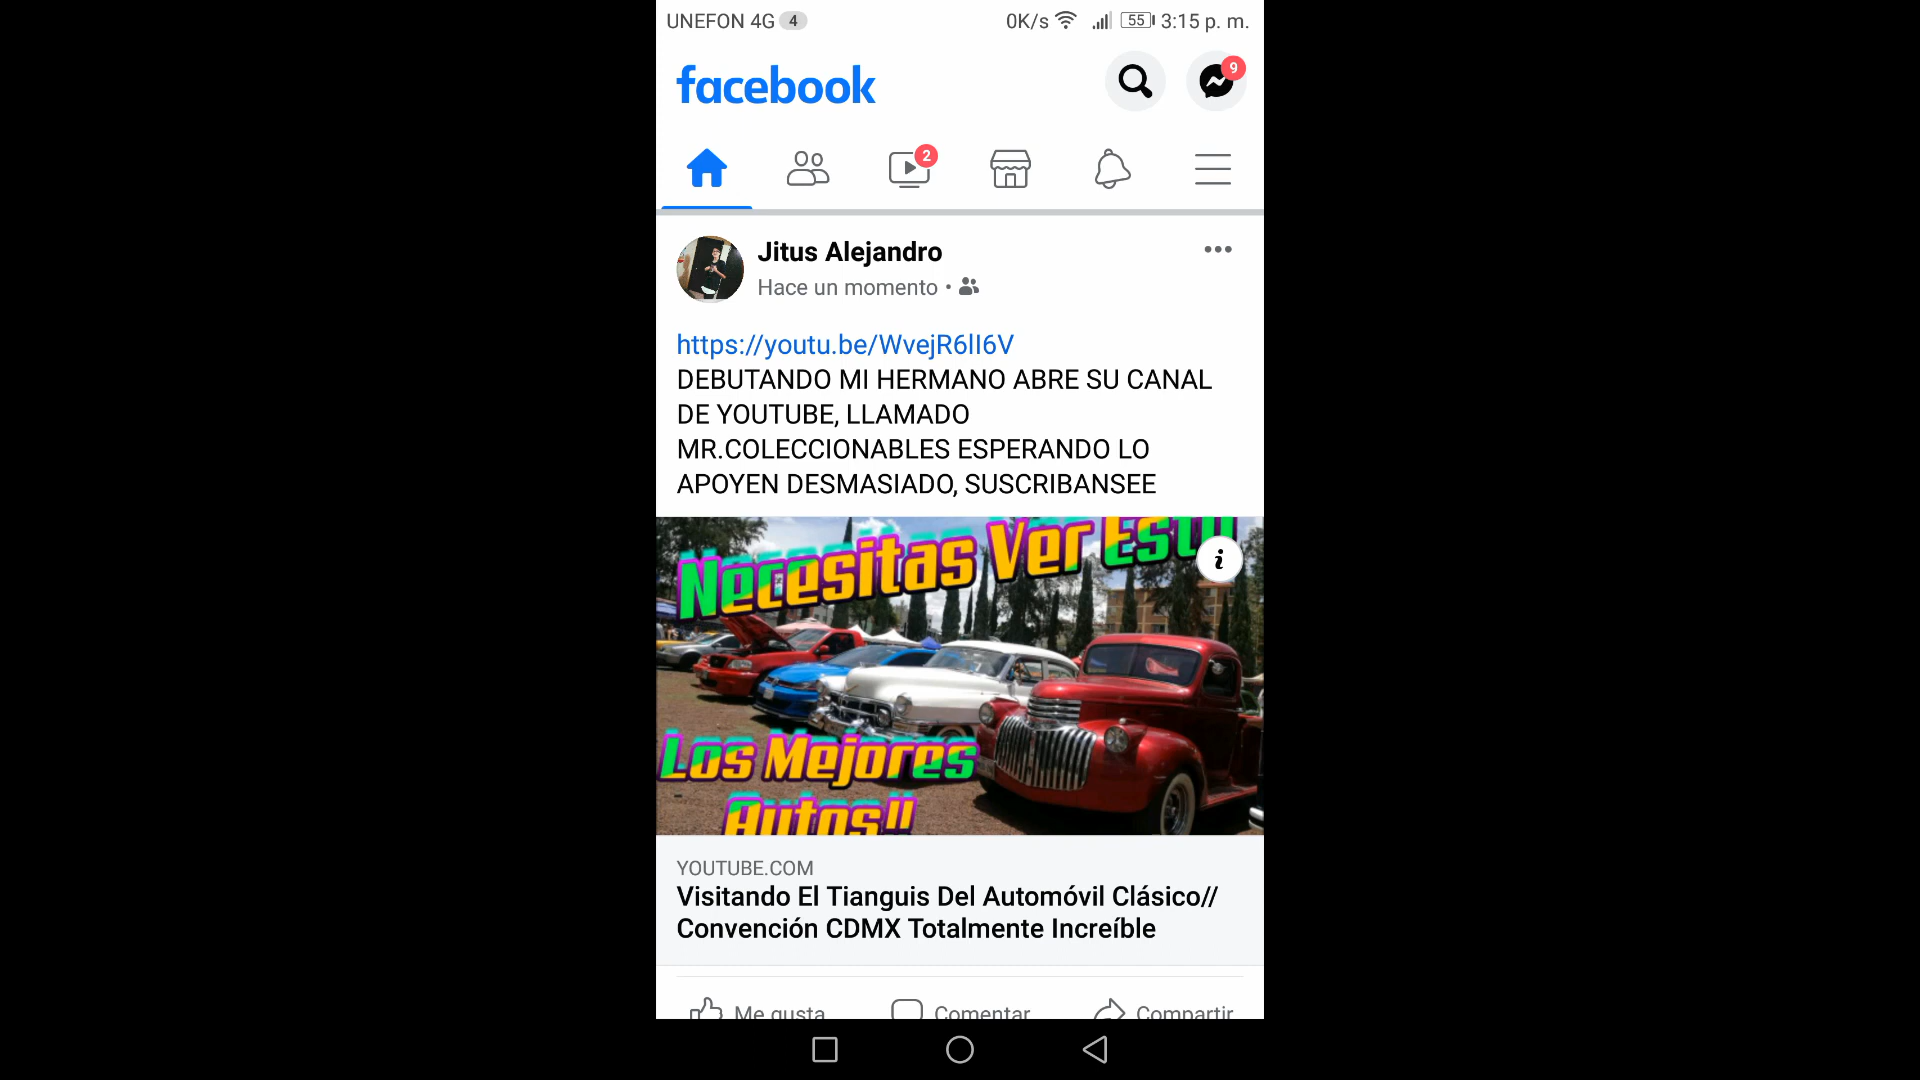 UNEFON 4G 4 0K/s 55 3:15 p. m.
facebook
9
2
Jitus Alejandro
Hace un momento •
https://youtu.be/WvejR6lI6V
DEBUTANDO MI HERMANO ABRE SU CANAL
DE YOUTUBE, LLAMADO
MR.COLECCIONABLES ESPERANDO LO
APOYEN DESMASIADO, SUSCRIBANSEE
Necesitas Ver Esto
Los Mejores
Autos!!
YOUTUBE.COM
Visitando El Tianguis Del Automóvil Clásico//
Convención CDMX Totalmente Increíble
Me gusta Comentar Compartir